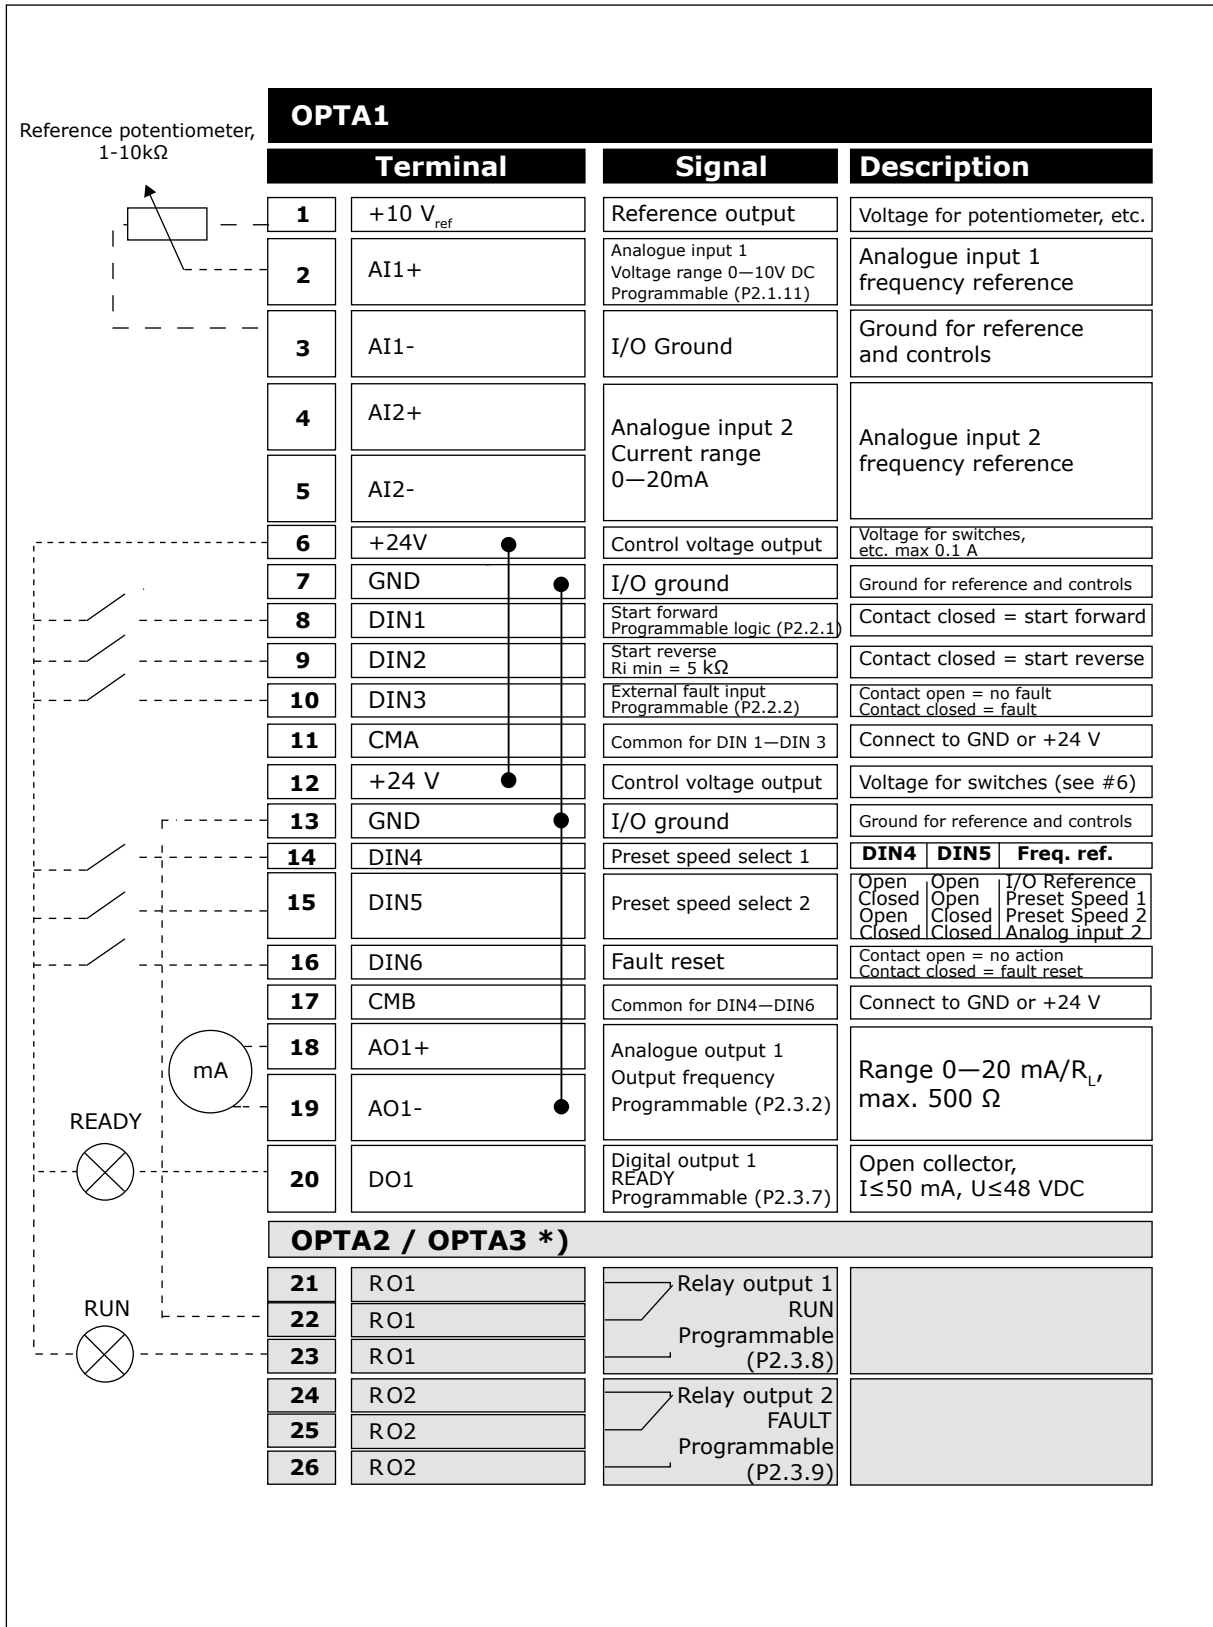 OPTA1
Reference potentiometer,
1-10kΩ
Terminal Signal Description
1 +10 Vref Reference output Voltage for potentiometer, etc.
2 AI1+
Analogue input 1
Voltage range 0—10V DC
Programmable (P2.1.11)
Analogue input 1
frequency reference
3 AI1- I/O Ground
Ground for reference
and controls
4 AI2+
Analogue input 2
Current range
0—20mA
Analogue input 2
frequency reference
5 AI2-
6 +24V Control voltage output
Voltage for switches,
etc. max 0.1 A
7 GND I/O ground Ground for reference and controls
8 DIN1
Start forward
Programmable logic (P2.2.1)
Contact closed = start forward
9 DIN2
Start reverse
Ri min = 5 kΩ
Contact closed = start reverse
10 DIN3
External fault input
Programmable (P2.2.2)
Contact open = no fault
Contact closed = fault
11 CMA Common for DIN 1—DIN 3 Connect to GND or +24 V
12 +24 V Control voltage output Voltage for switches (see #6)
13 GND I/O ground Ground for reference and controls
14 DIN4 Preset speed select 1 DIN4 DIN5 Freq. ref.
15 DIN5 Preset speed select 2
Open Open I/O Reference
Closed Open Preset Speed 1
Open Closed Preset Speed 2
Closed Closed Analog input 2
16 DIN6 Fault reset
Contact open = no action
Contact closed = fault reset
17 CMB Common for DIN4—DIN6 Connect to GND or +24 V
mA
18 AO1+
Analogue output 1
Output frequency
Programmable (P2.3.2)
Range 0—20 mA/RL,
max. 500 Ω
19 AO1-
READY
20 DO1
Digital output 1
READY
Programmable (P2.3.7)
Open collector,
I≤50 mA, U≤48 VDC
OPTA2 / OPTA3 *)
21 RO1
Relay output 1
RUN
Programmable
(P2.3.8)
RUN
22 RO1
23 RO1
24 RO2
Relay output 2
FAULT
Programmable
(P2.3.9)
25 RO2
26 RO2